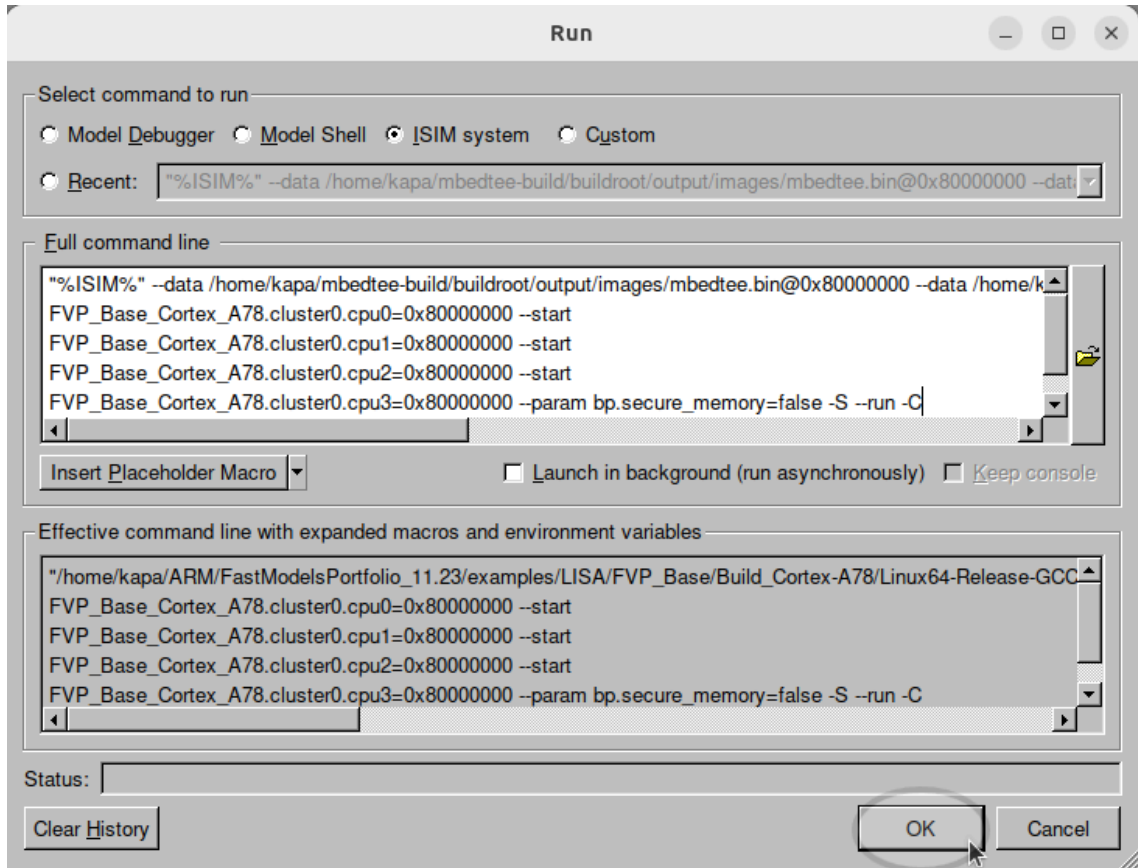 Run
Select command to run
Model Debugger Model Shell ISIM system Custom
Recent: "%ISIM%" --data /home/kapa/mbedtee-build/buildroot/output/images/mbedtee.bin@0x80000000 --data
Full command line
"%ISIM%" --data /home/kapa/mbedtee-build/buildroot/output/images/mbedtee.bin@0x80000000 --data /home/k
FVP_Base_Cortex_A78.cluster0.cpu0=0x80000000 --start
FVP_Base_Cortex_A78.cluster0.cpu1=0x80000000 --start
FVP_Base_Cortex_A78.cluster0.cpu2=0x80000000 --start
FVP_Base_Cortex_A78.cluster0.cpu3=0x80000000 --param bp.secure_memory=false -S --run -C
Insert Placeholder Macro Launch in background (run asynchronously) Keep console
Effective command line with expanded macros and environment variables
"/home/kapa/ARM/FastModelsPortfolio_11.23/examples/LISA/FVP_Base/Build_Cortex-A78/Linux64-Release-GCC
FVP_Base_Cortex_A78.cluster0.cpu0=0x80000000 --start
FVP_Base_Cortex_A78.cluster0.cpu1=0x80000000 --start
FVP_Base_Cortex_A78.cluster0.cpu2=0x80000000 --start
FVP_Base_Cortex_A78.cluster0.cpu3=0x80000000 --param bp.secure_memory=false -S --run -C
Status:
Clear History OK Cancel